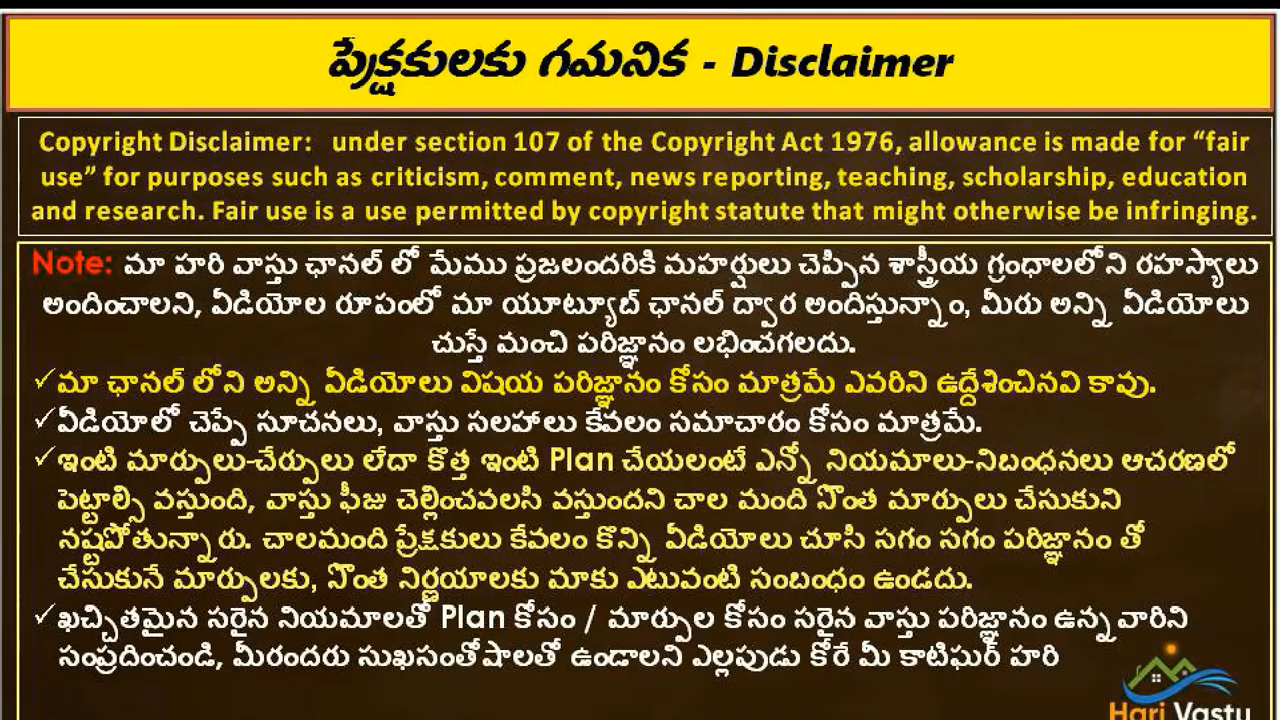 ప్రేక్షకులకు గమనిక - Disclaimer
Copyright Disclaimer: under section 107 of the Copyright Act 1976, allowance is made for “fair
use” for purposes such as criticism, comment, news reporting, teaching, scholarship, education
and research. Fair use is a use permitted by copyright statute that might otherwise be infringing.
Note: మా హరి వాస్తు ఛానల్ లో మేము ప్రజలందరికి మహర్షులు చెప్పిన శాస్త్రీయ గ్రంధాలలోని రహస్యాలు
అందించాలని, వీడియోల రూపంలో మా యూట్యూబ్ ఛానల్ ద్వార అందిస్తున్నాం, మీరు అన్ని వీడియోలు
చుస్తే మంచి పరిజ్ఞానం లభించగలదు.
✓మా ఛానల్ లోని అన్ని వీడియోలు విషయ పరిజ్ఞానం కోసం మాత్రమే ఎవరిని ఉద్దేశించినవి కావు.
✓వీడియోలో చెప్పే సూచనలు, వాస్తు సలహాలు కేవలం సమాచారం కోసం మాత్రమే.
✓ఇంటి మార్పులు-చేర్పులు లేదా కొత్త ఇంటి Plan చేయలంటే ఎన్నో నియమాలు-నిబంధనలు ఆచరణలో
పెట్టాల్సి వస్తుంది, వాస్తు ఫీజు చెల్లించవలసి వస్తుందని చాల మంది సొంత మార్పులు చేసుకుని
నష్టపోతున్నారు. చాలమంది ప్రేక్షకులు కేవలం కొన్ని వీడియోలు చూసి సగం సగం పరిజ్ఞానం తో
చేసుకునే మార్పులకు, సొంత నిర్ణయాలకు మాకు ఎటువంటి సంబంధం ఉండదు.
✓ఖచ్చితమైన సరైన నియమాలతో Plan కోసం / మార్పుల కోసం సరైన వాస్తు పరిజ్ఞానం ఉన్నవారిని
సంప్రదించండి, మీరందరు సుఖసంతోషాలతో ఉండాలని ఎల్లపుడు కోరే మీ కాటిఘర్ హరి
Hari Vastu